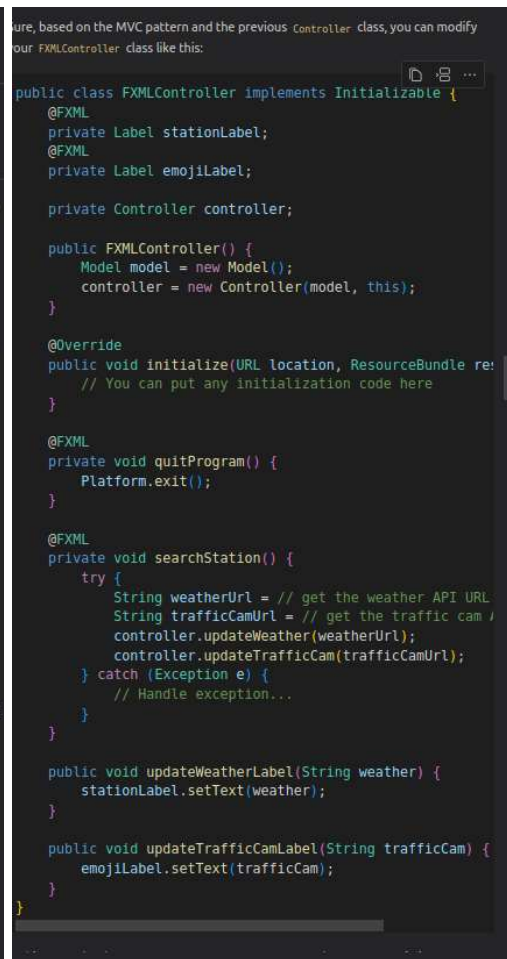 ure, based on the MVC pattern and the previous Controller class, you can modify
our FXMLController class like this:
public class FXMLController implements Initializable {
    @FXML
    private Label stationLabel;
    @FXML
    private Label emojiLabel;

    private Controller controller;

    public FXMLController() {
        Model model = new Model();
        controller = new Controller(model, this);
    }

    @Override
    public void initialize(URL location, ResourceBundle re
        // You can put any initialization code here
    }

    @FXML
    private void quitProgram() {
        Platform.exit();
    }

    @FXML
    private void searchStation() {
        try {
            String weatherUrl = // get the weather API URL
            String trafficCamUrl = // get the traffic cam
            controller.updateWeather(weatherUrl);
            controller.updateTrafficCam(trafficCamUrl);
        } catch (Exception e) {
            // Handle exception...
        }
    }

    public void updateWeatherLabel(String weather) {
        stationLabel.setText(weather);
    }

    public void updateTrafficCamLabel(String trafficCam) {
        emojiLabel.setText(trafficCam);
    }
}